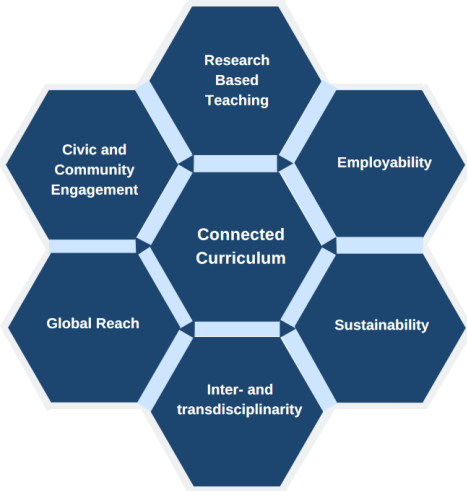 Research
Based
Teaching
Civic and
Community
Engagement
Employability
Connected
Curriculum
Global Reach
Sustainability
Inter- and
transdisciplinarity